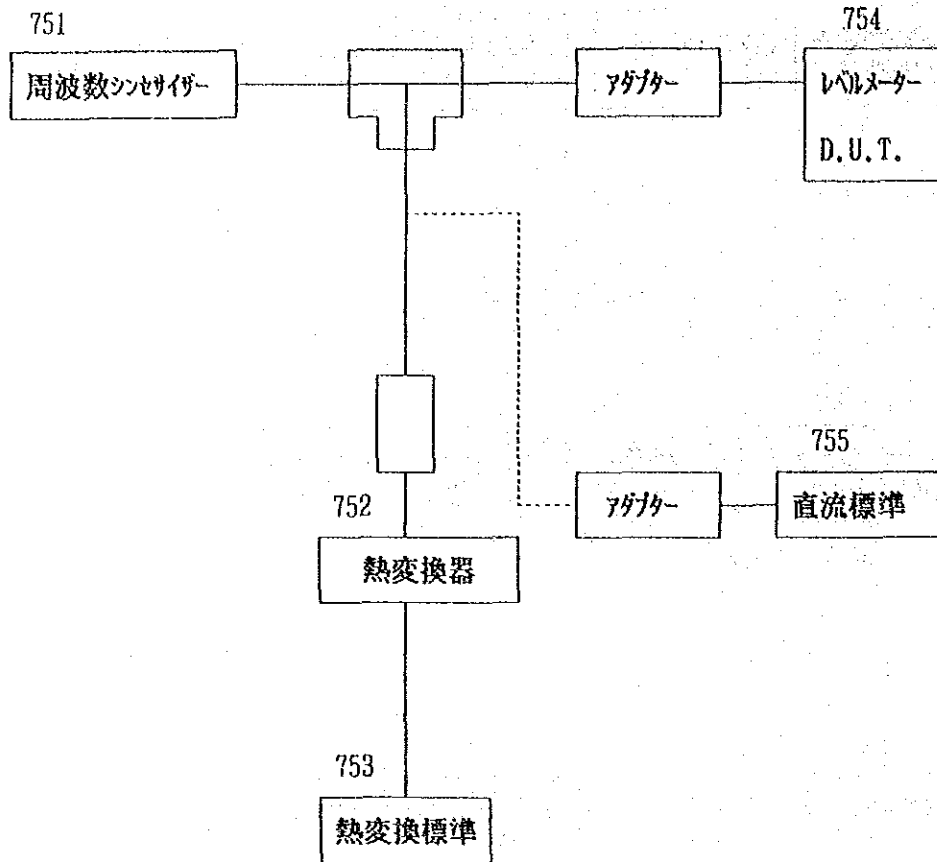 751
周波数シンセサイザー
アダプター
754
レベルメーター
D.U.T.
752
熱変換器
アダプター
755
直流標準
753
熱変換標準